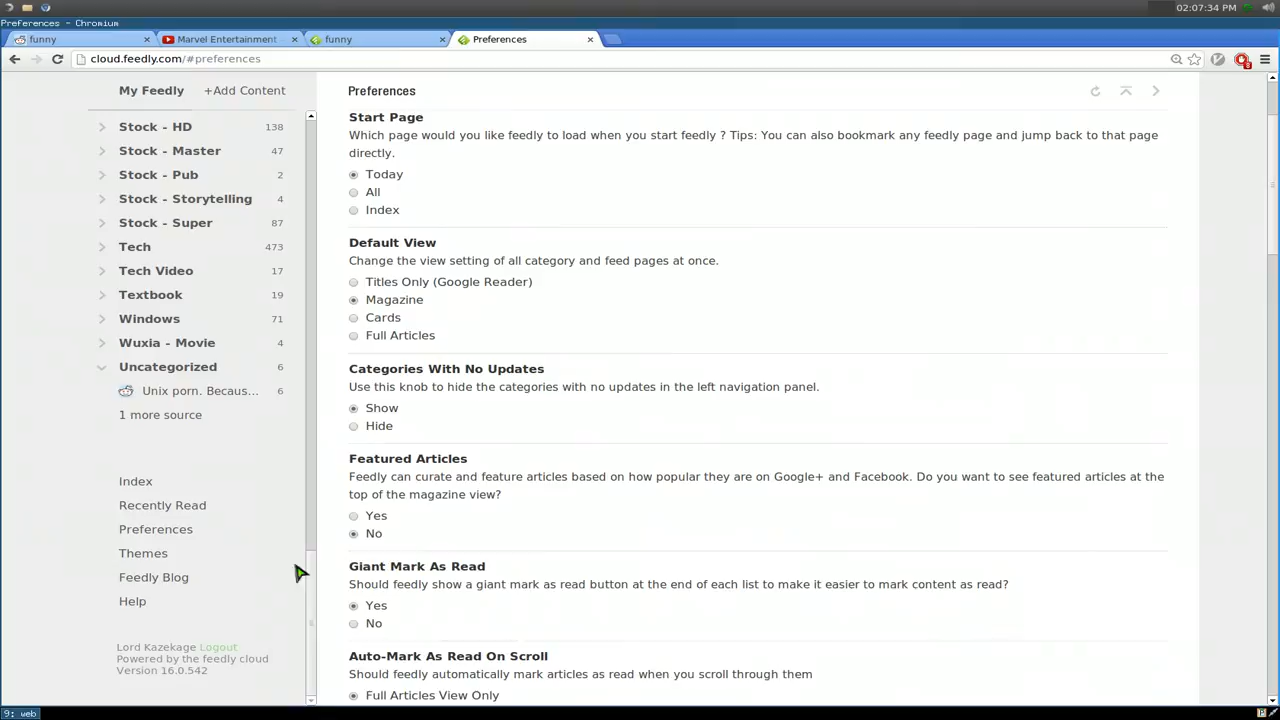 02:07:34 PM
Preferences - Chromium
funny
Marvel Entertainment -
funny
Preferences
cloud.feedly.com/#preferences
My Feedly
+Add Content
Stock - HD 138
Stock - Master 47
Stock - Pub 2
Stock - Storytelling 4
Stock - Super 87
Tech 473
Tech Video 17
Textbook 19
Windows 71
Wuxia - Movie 4
Uncategorized 6
Unix porn. Becaus... 6
1 more source
Index
Recently Read
Preferences
Themes
Feedly Blog
Help
Lord Kazekage Logout
Powered by the feedly cloud
Version 16.0.542
Preferences
Start Page
Which page would you like feedly to load when you start feedly ? Tips: You can also bookmark any feedly page and jump back to that page
directly.
Today
All
Index
Default View
Change the view setting of all category and feed pages at once.
Titles Only (Google Reader)
Magazine
Cards
Full Articles
Categories With No Updates
Use this knob to hide the categories with no updates in the left navigation panel.
Show
Hide
Featured Articles
Feedly can curate and feature articles based on how popular they are on Google+ and Facebook. Do you want to see featured articles at the
top of the magazine view?
Yes
No
Giant Mark As Read
Should feedly show a giant mark as read button at the end of each list to make it easier to mark content as read?
Yes
No
Auto-Mark As Read On Scroll
Should feedly automatically mark articles as read when you scroll through them
Full Articles View Only
9: web